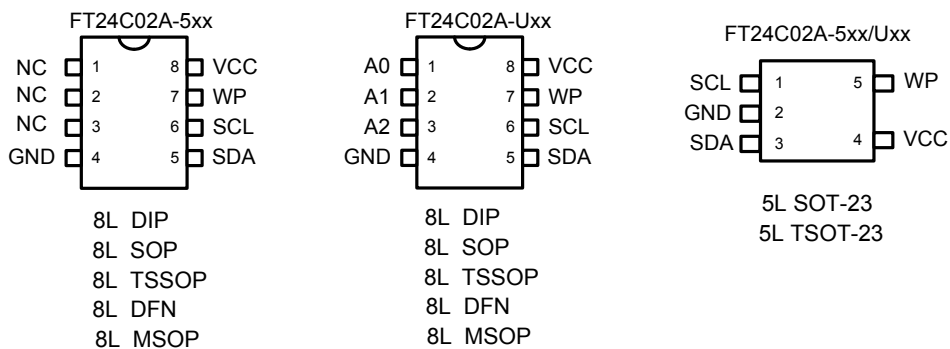 FT24C02A-5xx
NC 1 8 VCC
NC 2 7 WP
NC 3 6 SCL
GND 4 5 SDA
8L DIP
8L SOP
8L TSSOP
8L DFN
8L MSOP
FT24C02A-Uxx
A0 1 8 VCC
A1 2 7 WP
A2 3 6 SCL
GND 4 5 SDA
8L DIP
8L SOP
8L TSSOP
8L DFN
8L MSOP
FT24C02A-5xx/Uxx
SCL 1 5 WP
GND 2
SDA 3 4 VCC
5L SOT-23
5L TSOT-23